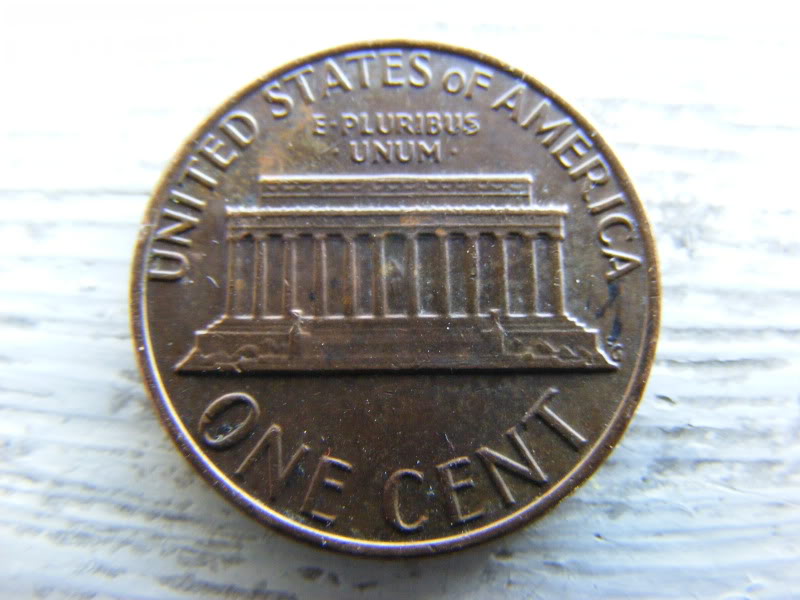 UNITED STATES OF AMERICA
E·PLURIBUS
·UNUM·
ONE CENT